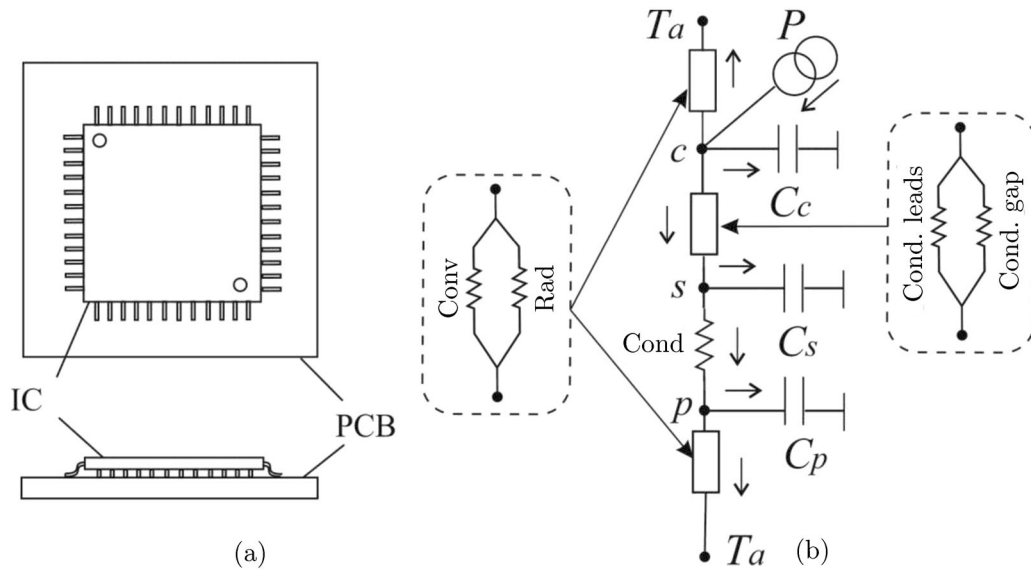 IC
PCB
(a)
Ta
P
c
Cc
s
Cs
Cond
p
Cp
Ta
(b)
Conv
Rad
Cond. leads
Cond. gap